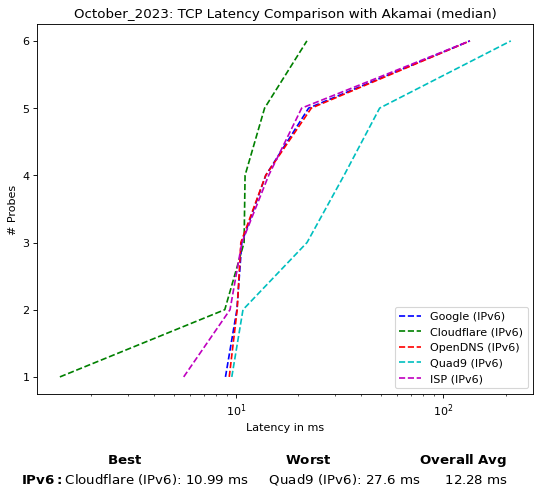 October_2023: TCP Latency Comparison with Akamai (median)
6
5
4
3
2
1
# Probes
10^1
10^2
Latency in ms
Google (IPv6)
Cloudflare (IPv6)
OpenDNS (IPv6)
Quad9 (IPv6)
ISP (IPv6)
Best Worst Overall Avg
IPv6: Cloudflare (IPv6): 10.99 ms Quad9 (IPv6): 27.6 ms 12.28 ms